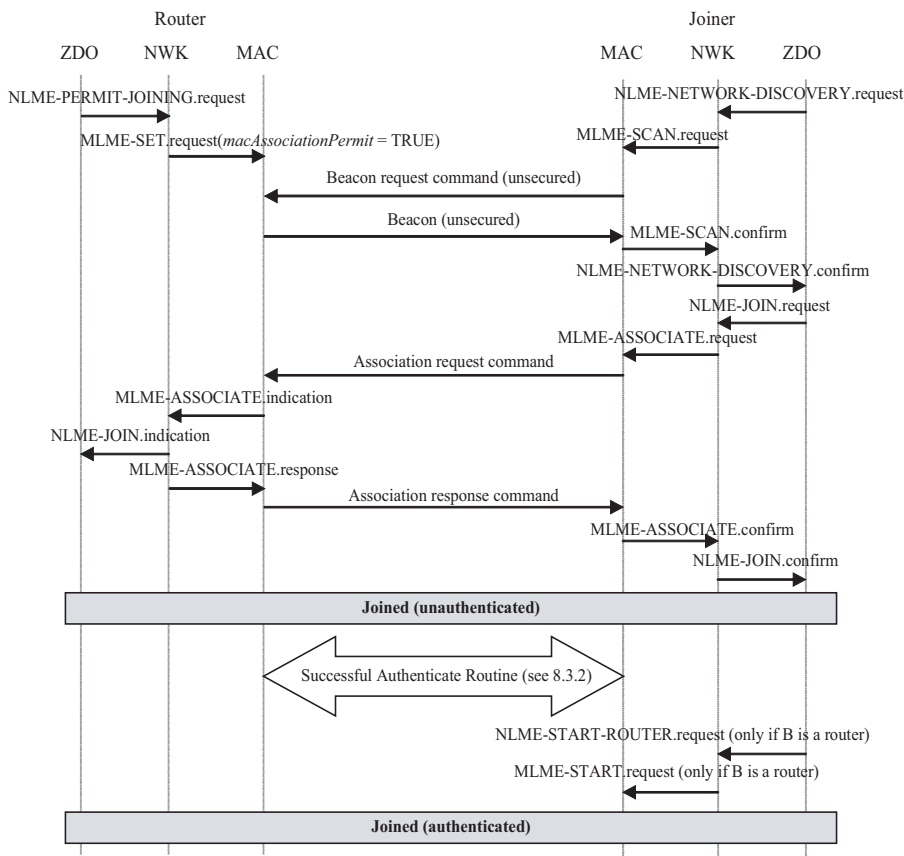 Router Joiner
ZDO NWK MAC MAC NWK ZDO
NLME-PERMIT-JOINING.request NLME-NETWORK-DISCOVERY.request
MLME-SET.request(macAssociationPermit = TRUE) MLME-SCAN.request
Beacon request command (unsecured)
Beacon (unsecured)
MLME-SCAN.confirm
NLME-NETWORK-DISCOVERY.confirm
NLME-JOIN.request
MLME-ASSOCIATE.request
Association request command
MLME-ASSOCIATE.indication
NLME-JOIN.indication
MLME-ASSOCIATE.response
Association response command
MLME-ASSOCIATE.confirm
NLME-JOIN.confirm
Joined (unauthenticated)
Successful Authenticate Routine (see 8.3.2)
NLME-START-ROUTER.request (only if B is a router)
MLME-START.request (only if B is a router)
Joined (authenticated)